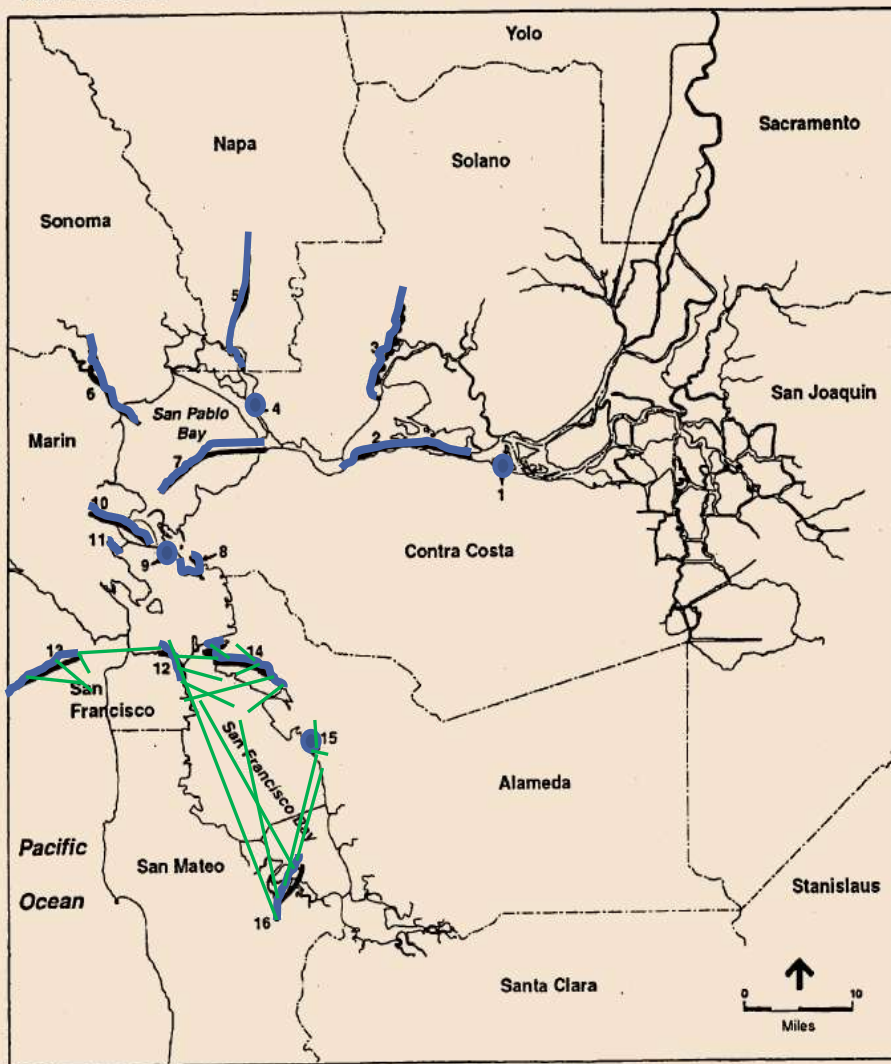 Yolo
Napa
Solano
Sacramento
Sonoma
5
3
6
San Pablo
Bay
4
San Joaquin
Marin
2
7
1
10
11
9
8
Contra Costa
13
12
14
San
Francisco
15
San Francisco Bay
Alameda
Pacific
Ocean
San Mateo
Stanislaus
16
Santa Clara
0
10
Miles